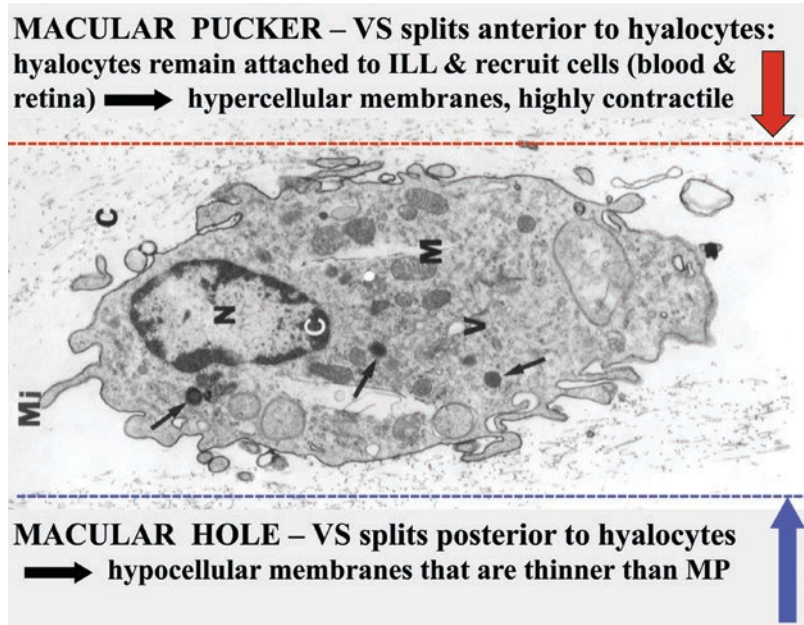 MACULAR PUCKER – VS splits anterior to hyalocytes:
hyalocytes remain attached to ILL & recruit cells (blood &
retina) hypercellular membranes, highly contractile
C
M
N
C
V
Mi
MACULAR HOLE – VS splits posterior to hyalocytes
hypocellular membranes that are thinner than MP